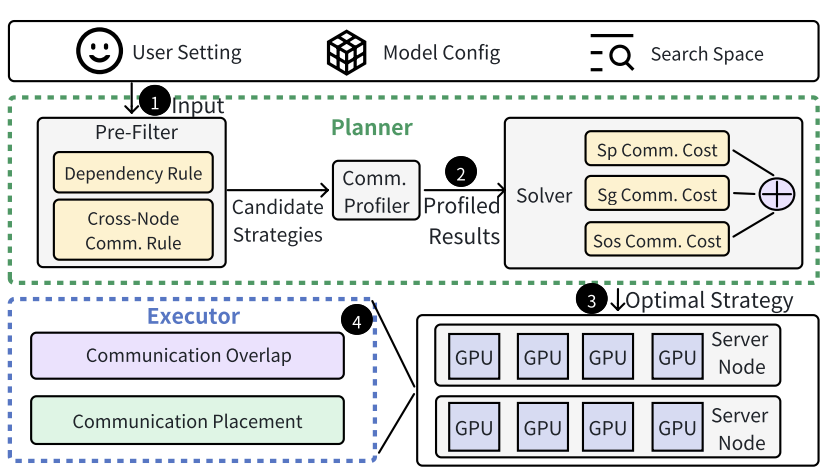 User Setting
Model Config
Search Space
1
Input
Planner
Pre-Filter
Dependency Rule
Cross-Node
Comm. Rule
Candidate
Strategies
Comm.
Profiler
2
Profiled
Results
Solver
Sp Comm. Cost
Sg Comm. Cost
Sos Comm. Cost
3
Optimal Strategy
Executor
4
Communication Overlap
Communication Placement
GPU GPU GPU GPU
Server
Node
GPU GPU GPU GPU
Server
Node